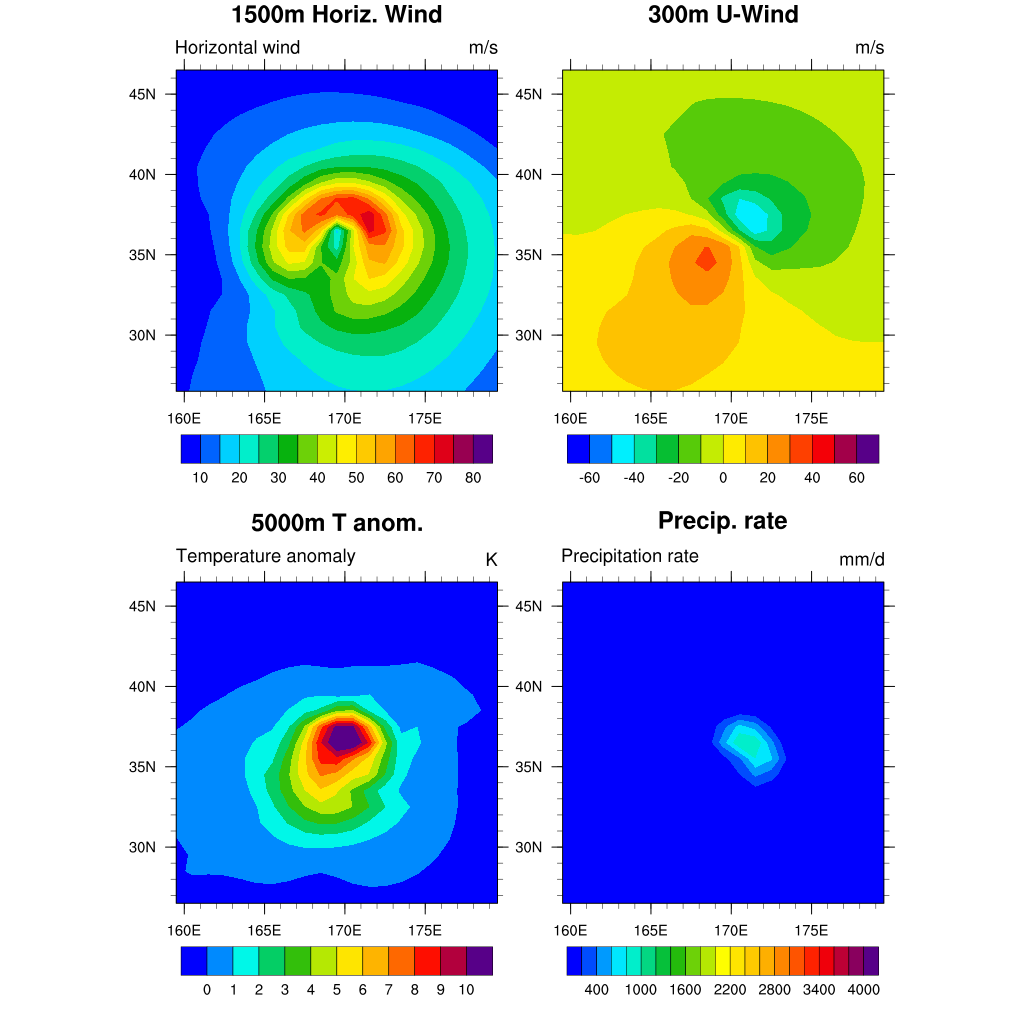 1500m Horiz. Wind
Horizontal wind m/s
45N
40N
35N
30N
160E 165E 170E 175E
10 20 30 40 50 60 70 80
300m U-Wind
m/s
45N
40N
35N
30N
160E 165E 170E 175E
-60 -40 -20 0 20 40 60
5000m T anom.
Temperature anomaly K
45N
40N
35N
30N
160E 165E 170E 175E
0 1 2 3 4 5 6 7 8 9 10
Precip. rate
Precipitation rate mm/d
45N
40N
35N
30N
160E 165E 170E 175E
400 1000 1600 2200 2800 3400 4000